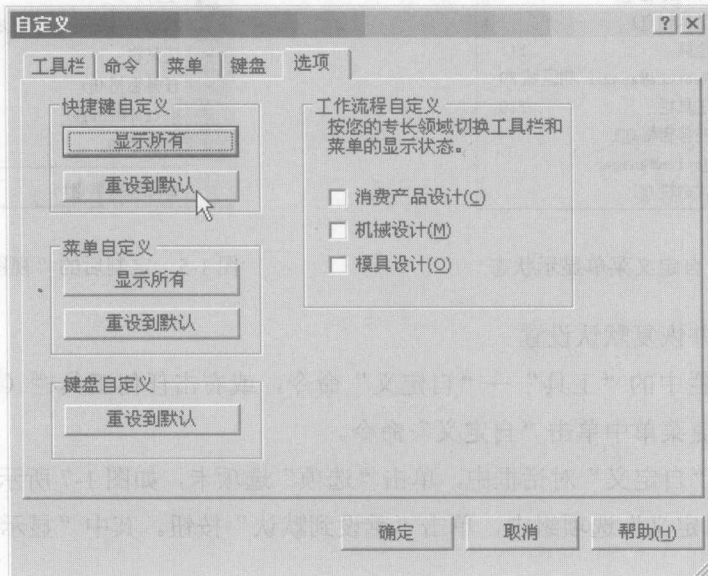 自定义
工具栏 命令 菜单 键盘 选项
快捷键自定义
显示所有
重设到默认
菜单自定义
显示所有
重设到默认
键盘自定义
重设到默认
工作流程自定义
按您的专长领域切换工具栏和
菜单的显示状态。
消费产品设计(C)
机械设计(M)
模具设计(O)
确定 取消 帮助(H)